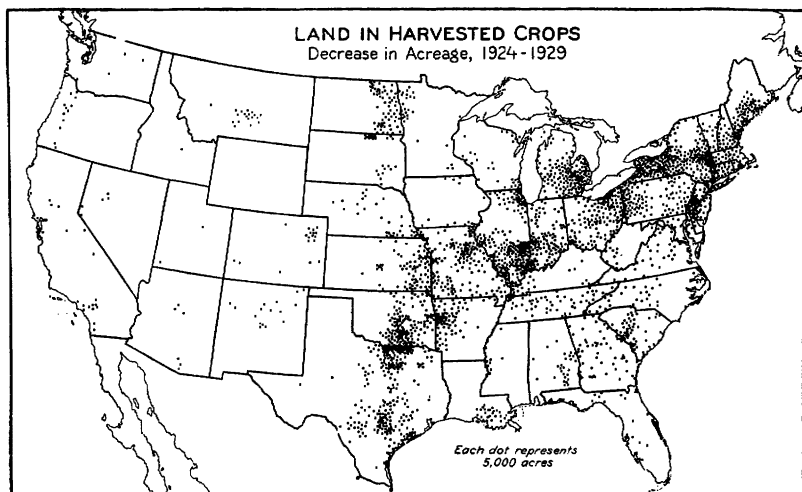 LAND IN HARVESTED CROPS
Decrease in Acreage, 1924-1929
Each dot represents
5,000 acres